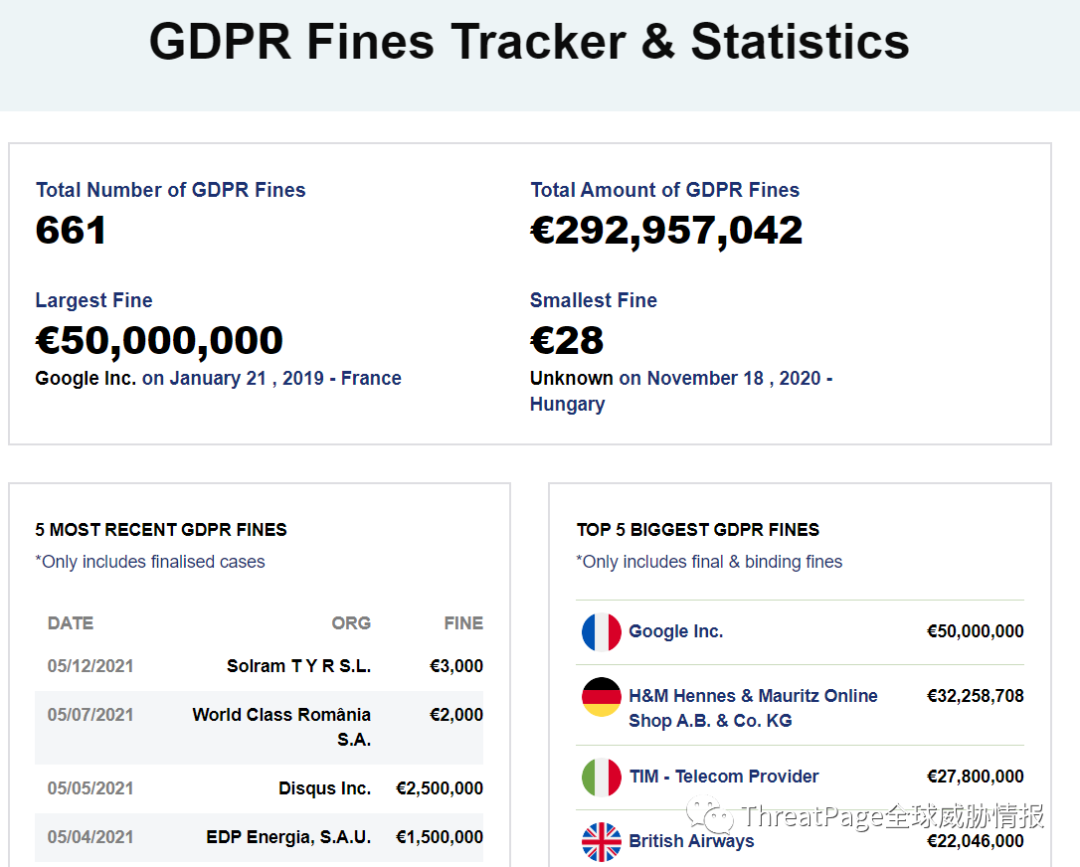 GDPR Fines Tracker & Statistics
Total Number of GDPR Fines
661
Total Amount of GDPR Fines
€292,957,042
Largest Fine
€50,000,000
Google Inc. on January 21 , 2019 - France
Smallest Fine
€28
Unknown on November 18 , 2020 -
Hungary
5 MOST RECENT GDPR FINES
*Only includes finalised cases
DATE ORG FINE
05/12/2021 Solram T Y R S.L. €3,000
05/07/2021 World Class România €2,000
S.A.
05/05/2021 Disqus Inc. €2,500,000
05/04/2021 EDP Energia, S.A.U. €1,500,000
TOP 5 BIGGEST GDPR FINES
*Only includes final & binding fines
Google Inc. €50,000,000
H&M Hennes & Mauritz Online €32,258,708
Shop A.B. & Co. KG
TIM - Telecom Provider €27,800,000
British Airways €22,046,000
ThreatPage全球威胁情报